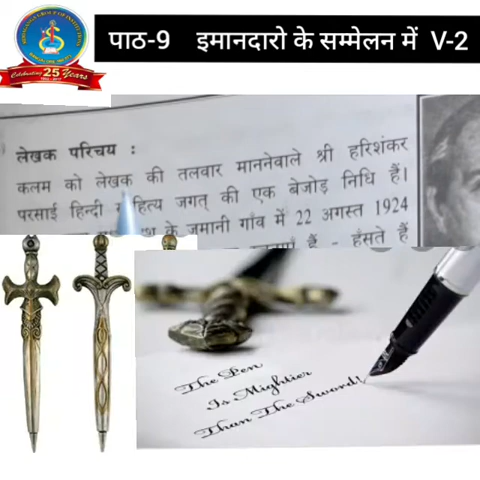 पाठ-9 इमानदारो के सम्मेलन में V-2
Celebrating 25 Years
लेखक परिचय :
कलम को लेखक की तलवार माननेवाले श्री हरिशंकर
परसाई हिन्दी हित्य जगत् की एक बेजोड़ निधि हैं।
के जमानी गाँव में 22 अगस्त 1924
हैं - हँसते हैं
The Pen
Is Mightier
Than The Sword!